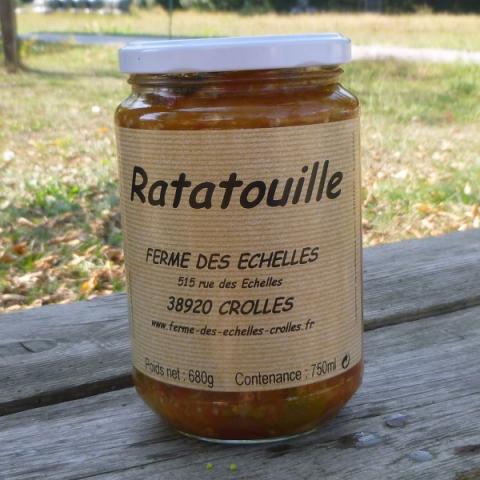 Ratatouille
FERME DES ECHELLES
515 rue des Echelles
38920 CROLLES
www.ferme-des-echelles-crolles.fr
Poids net : 680g Contenance : 750ml